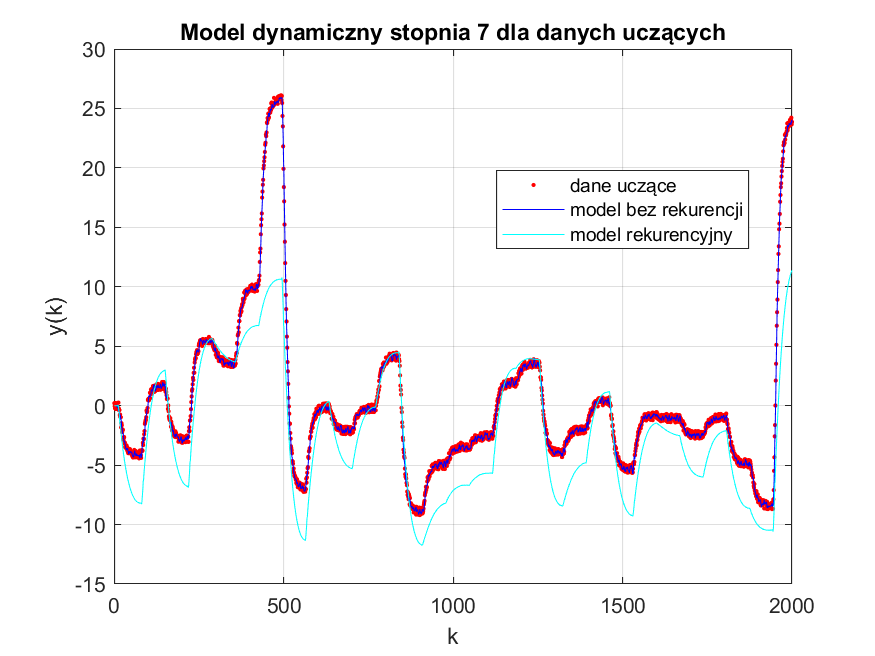 Model dynamiczny stopnia 7 dla danych uczących
30
25
20
15
10
5
0
-5
-10
-15
y(k)
dane uczące
model bez rekurencji
model rekurencyjny
0 500 1000 1500 2000
k